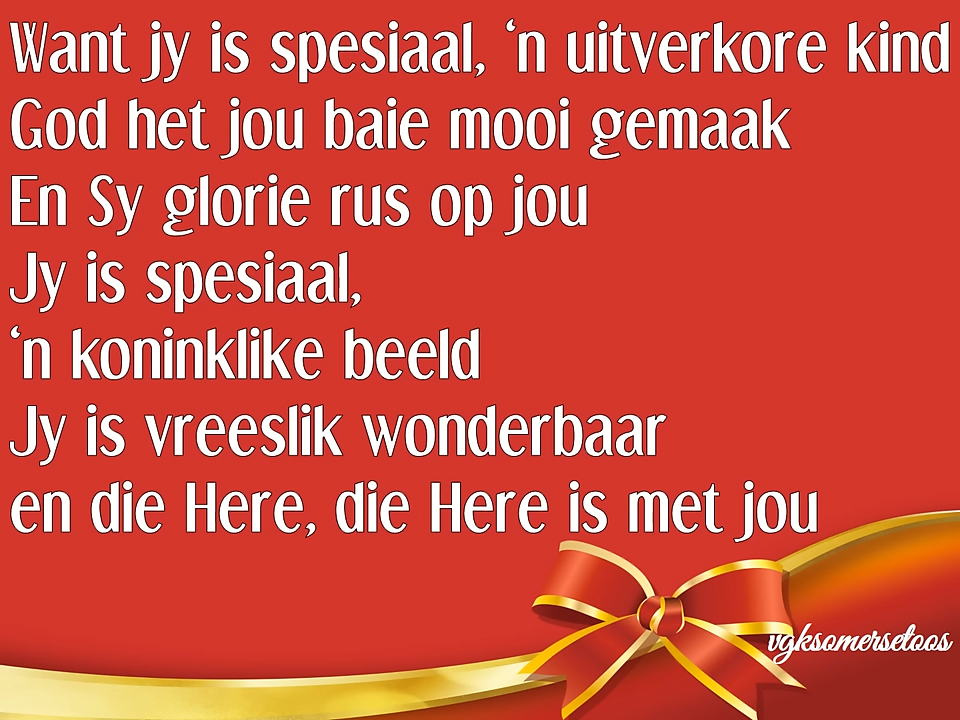 Want jy is spesiaal, ‘n uitverkore kind
God het jou baie mooi gemaak
En Sy glorie rus op jou
Jy is spesiaal,
‘n koninklike beeld
Jy is vreeslik wonderbaar
en die Here, die Here is met jou
vgksomersetoos